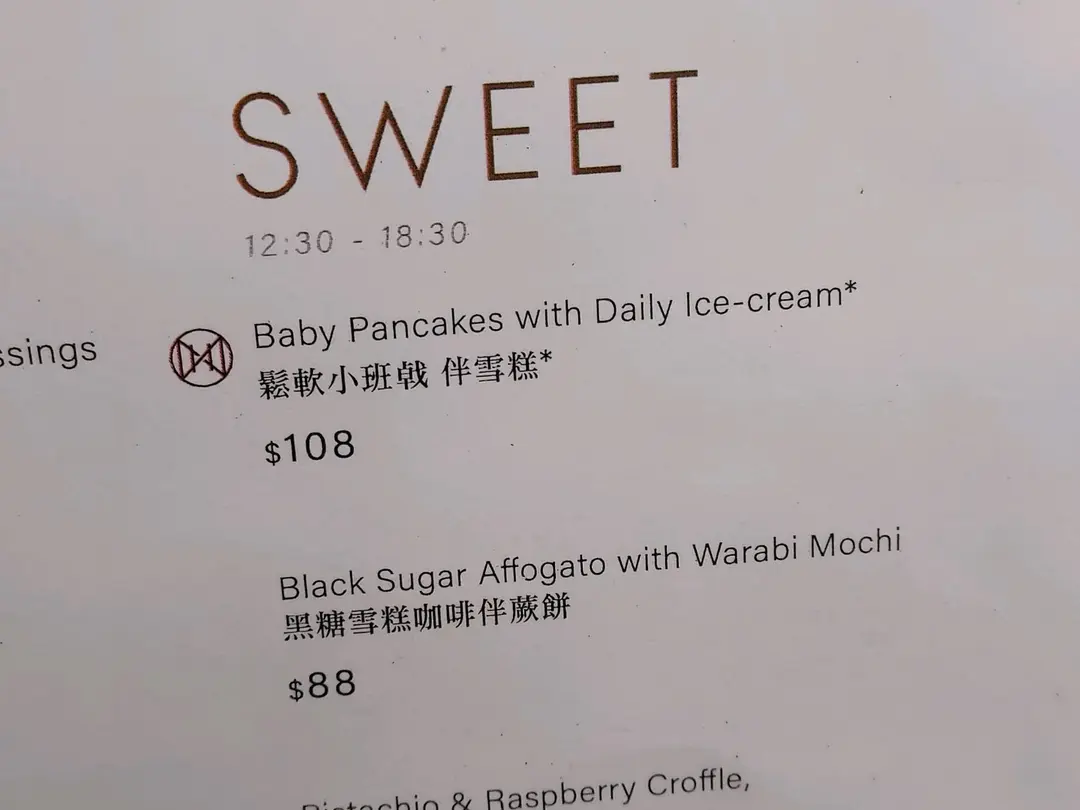 SWEET
12:30 - 18:30
ssings
Baby Pancakes with Daily Ice-cream*
鬆軟小班戟 伴雪糕*
$108
Black Sugar Affogato with Warabi Mochi
黑糖雪糕咖啡伴蕨餅
$88
Pistachio & Raspberry Croffle,